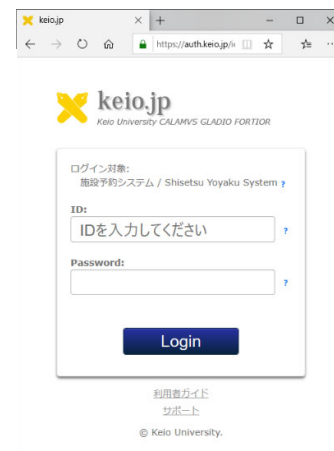 keio.jp
https://auth.keio.jp/i
keio.jp
Keio University CALAMVS GLADIO FORTIOR
ログイン対象:
施設予約システム / Shisetsu Yoyaku System ?
ID:
IDを入力してください ?
Password:
?
Login
利用者ガイド
サポート
© Keio University.